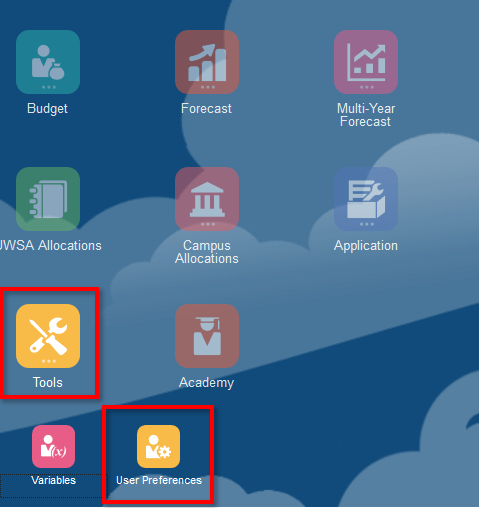 Budget
Forecast
Multi-Year
Forecast
UWSA Allocations
Campus
Allocations
Application
Tools
Academy
(x)
Variables
User Preferences